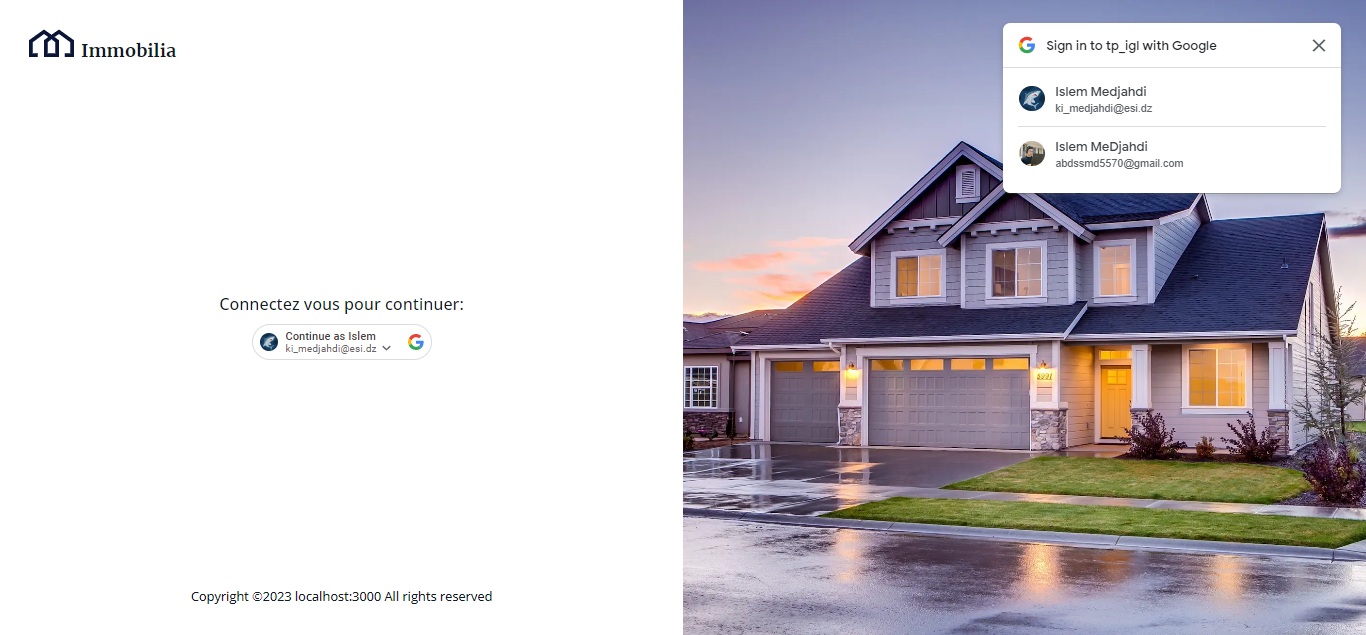 Immobilia
Connectez vous pour continuer:
Continue as Islem
ki_medjahdi@esi.dz
Copyright ©2023 localhost:3000 All rights reserved
Sign in to tp_igl with Google
Islem Medjahdi
ki_medjahdi@esi.dz
Islem MeDjahdi
abdssmd5570@gmail.com